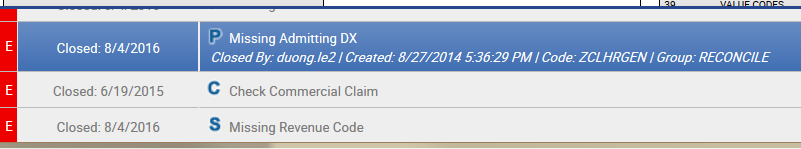 39 VALUE CODES
E Closed: 8/4/2016 P Missing Admitting DX
Closed By: duong.le2 | Created: 8/27/2014 5:36:29 PM | Code: ZCLHRGEN | Group: RECONCILE
E Closed: 6/19/2015 C Check Commercial Claim
E Closed: 8/4/2016 S Missing Revenue Code